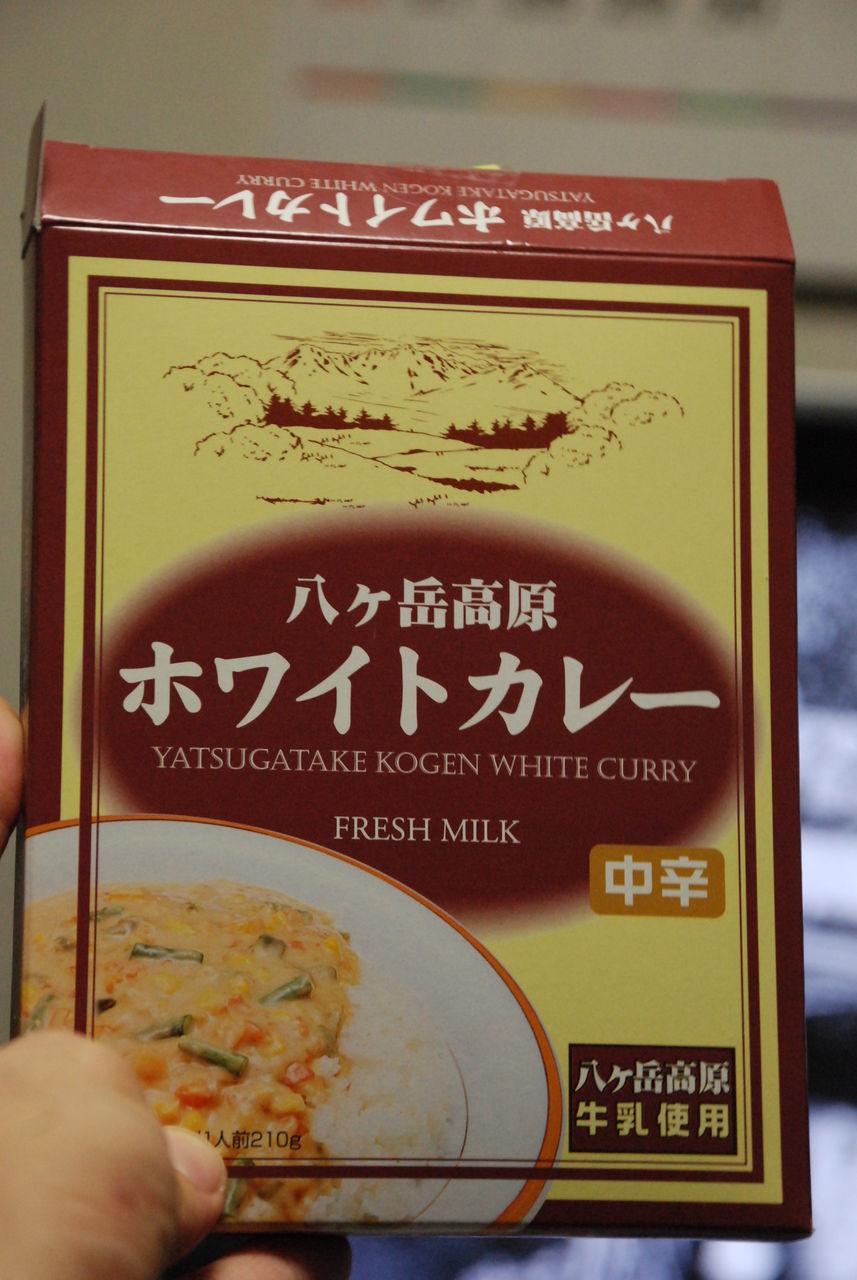 八ヶ岳高原 ホワイトカレー
YATSUGATAKE KOGEN WHITE CURRY
八ヶ岳高原
ホワイトカレー
YATSUGATAKE KOGEN WHITE CURRY
FRESH MILK
中辛
八ヶ岳高原
牛乳使用
1人前210g